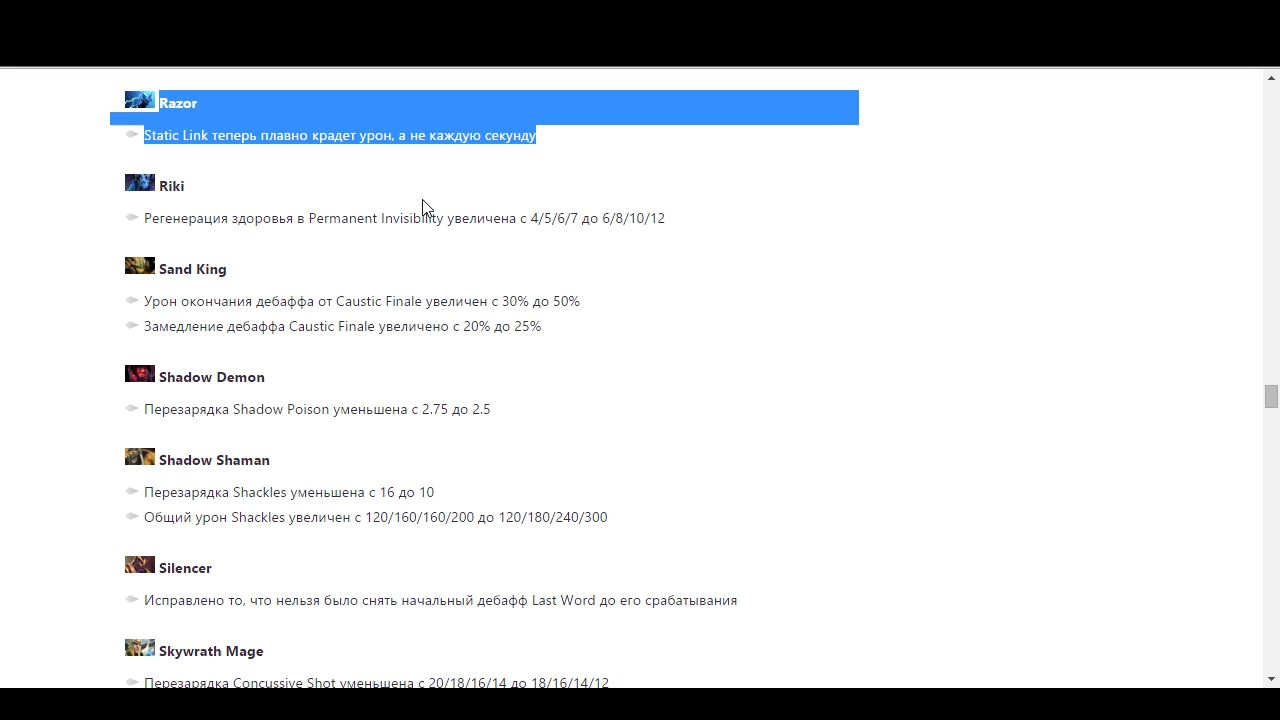 Razor
Static Link теперь плавно крадет урон, а не каждую секунду
Riki
Регенерация здоровья в Permanent Invisibility увеличена с 4/5/6/7 до 6/8/10/12
Sand King
Урон окончания дебаффа от Caustic Finale увеличен с 30% до 50%
Замедление дебаффа Caustic Finale увеличено с 20% до 25%
Shadow Demon
Перезарядка Shadow Poison уменьшена с 2.75 до 2.5
Shadow Shaman
Перезарядка Shackles уменьшена с 16 до 10
Общий урон Shackles увеличен с 120/160/160/200 до 120/180/240/300
Silencer
Исправлено то, что нельзя было снять начальный дебафф Last Word до его срабатывания
Skywrath Mage
Перезарядка Concussive Shot уменьшена с 20/18/16/14 до 18/16/14/12